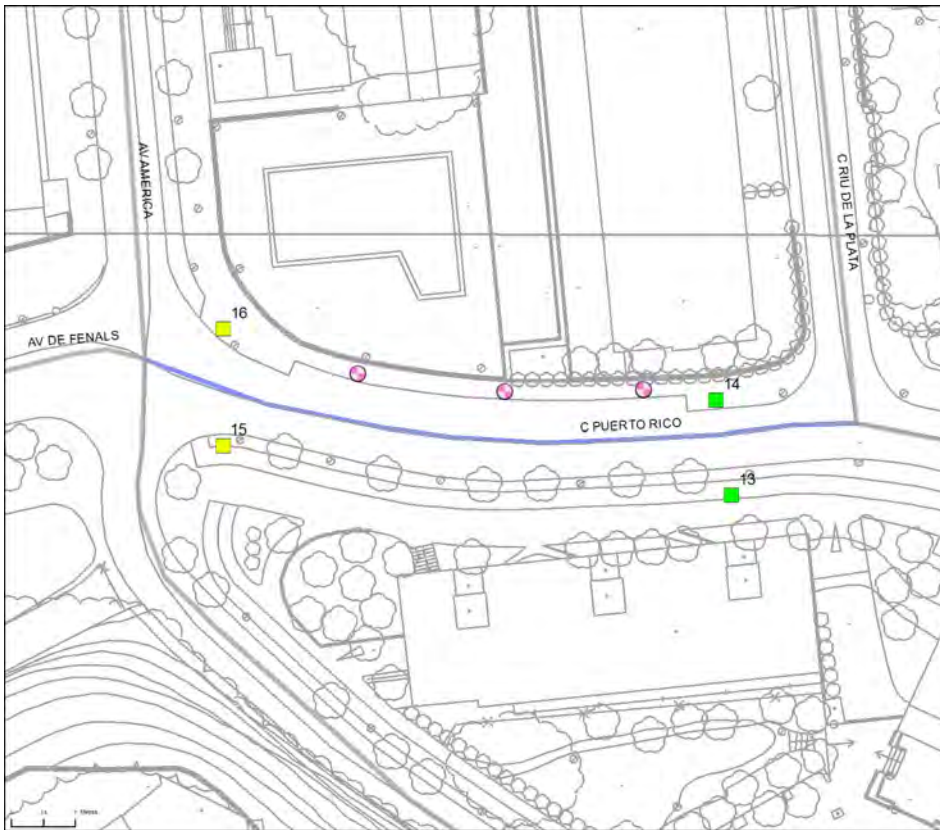 AV AMERICA
C RIU DE LA PLATA
16
AV DE FENALS
14
C PUERTO RICO
15
13